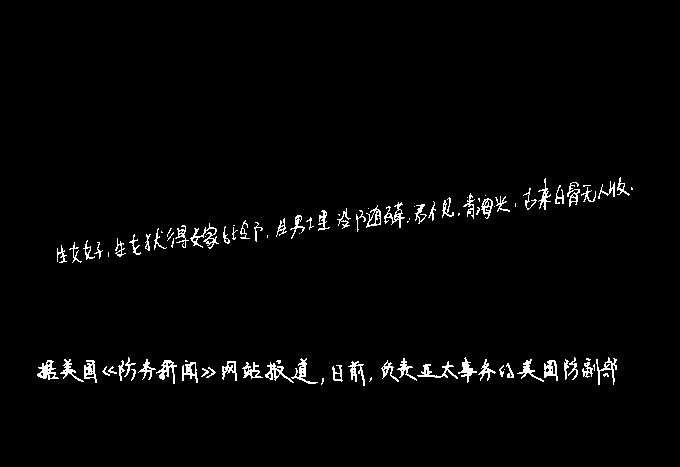 生女好,生女犹得嫁比邻,生男埋没随百草.君不见,青海头,古来白骨无人收.
据美国《防务新闻》网站报道,日前,负责亚太事务的美国防副部